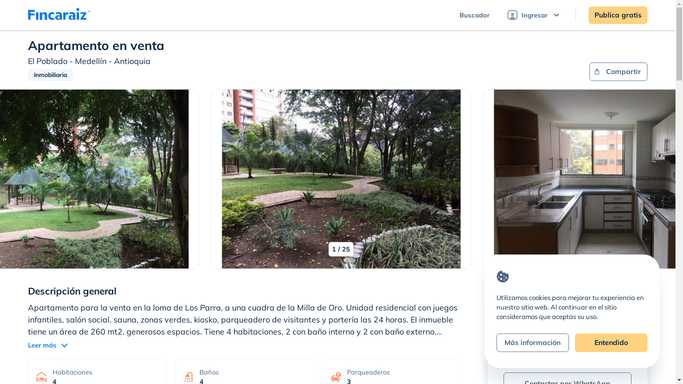 Fincaraiz
Buscador
Ingresar
Publica gratis
Apartamento en venta
El Poblado - Medellín - Antioquia
Inmobiliaria
Compartir
1 / 25
Descripción general
Apartamento para la venta en la loma de Los Parra, a una cuadra de la Milla de Oro. Unidad residencial con juegos
infantiles, salón social, sauna, zonas verdes, kiosko, parqueadero de visitantes y portería las 24 horas. El inmueble
tiene un área de 260 mt2. generosos espacios. Tiene 4 habitaciones, 2 con baño interno y 2 con baño externo,...
Leer más
Habitaciones
4
Baños
4
Parqueaderos
3
Utilizamos cookies para mejorar tu experiencia en
nuestro sitio web. Al continuar en el sitio
consideramos que aceptas su uso.
Más información
Entendido
Contactar por WhatsApp